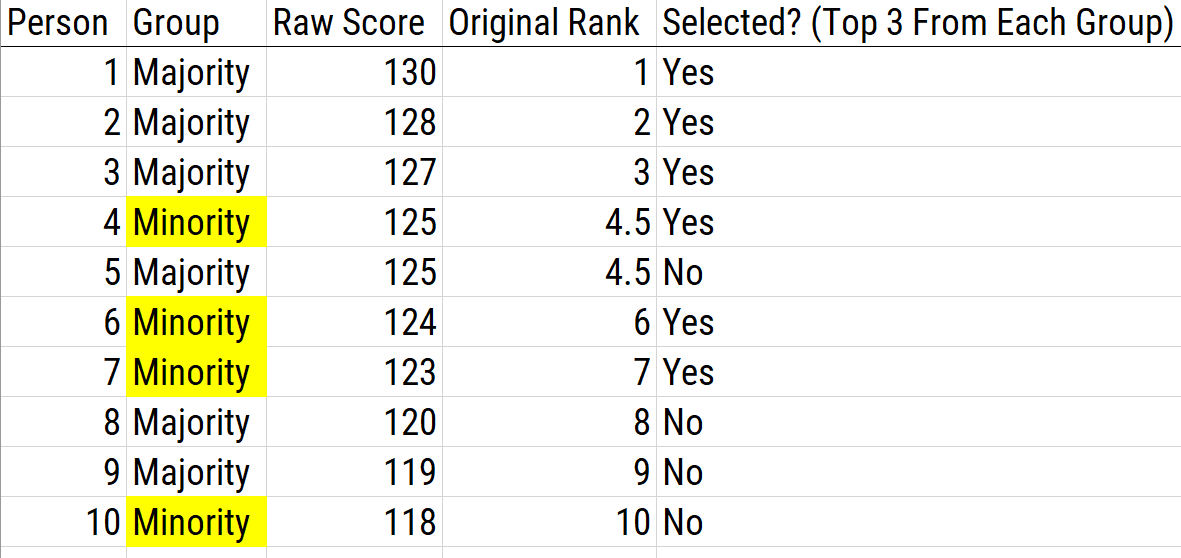 Person Group Raw Score Original Rank Selected? (Top 3 From Each Group)
1 Majority 130 1 Yes
2 Majority 128 2 Yes
3 Majority 127 3 Yes
4 Minority 125 4.5 Yes
5 Majority 125 4.5 No
6 Minority 124 6 Yes
7 Minority 123 7 Yes
8 Majority 120 8 No
9 Majority 119 9 No
10 Minority 118 10 No